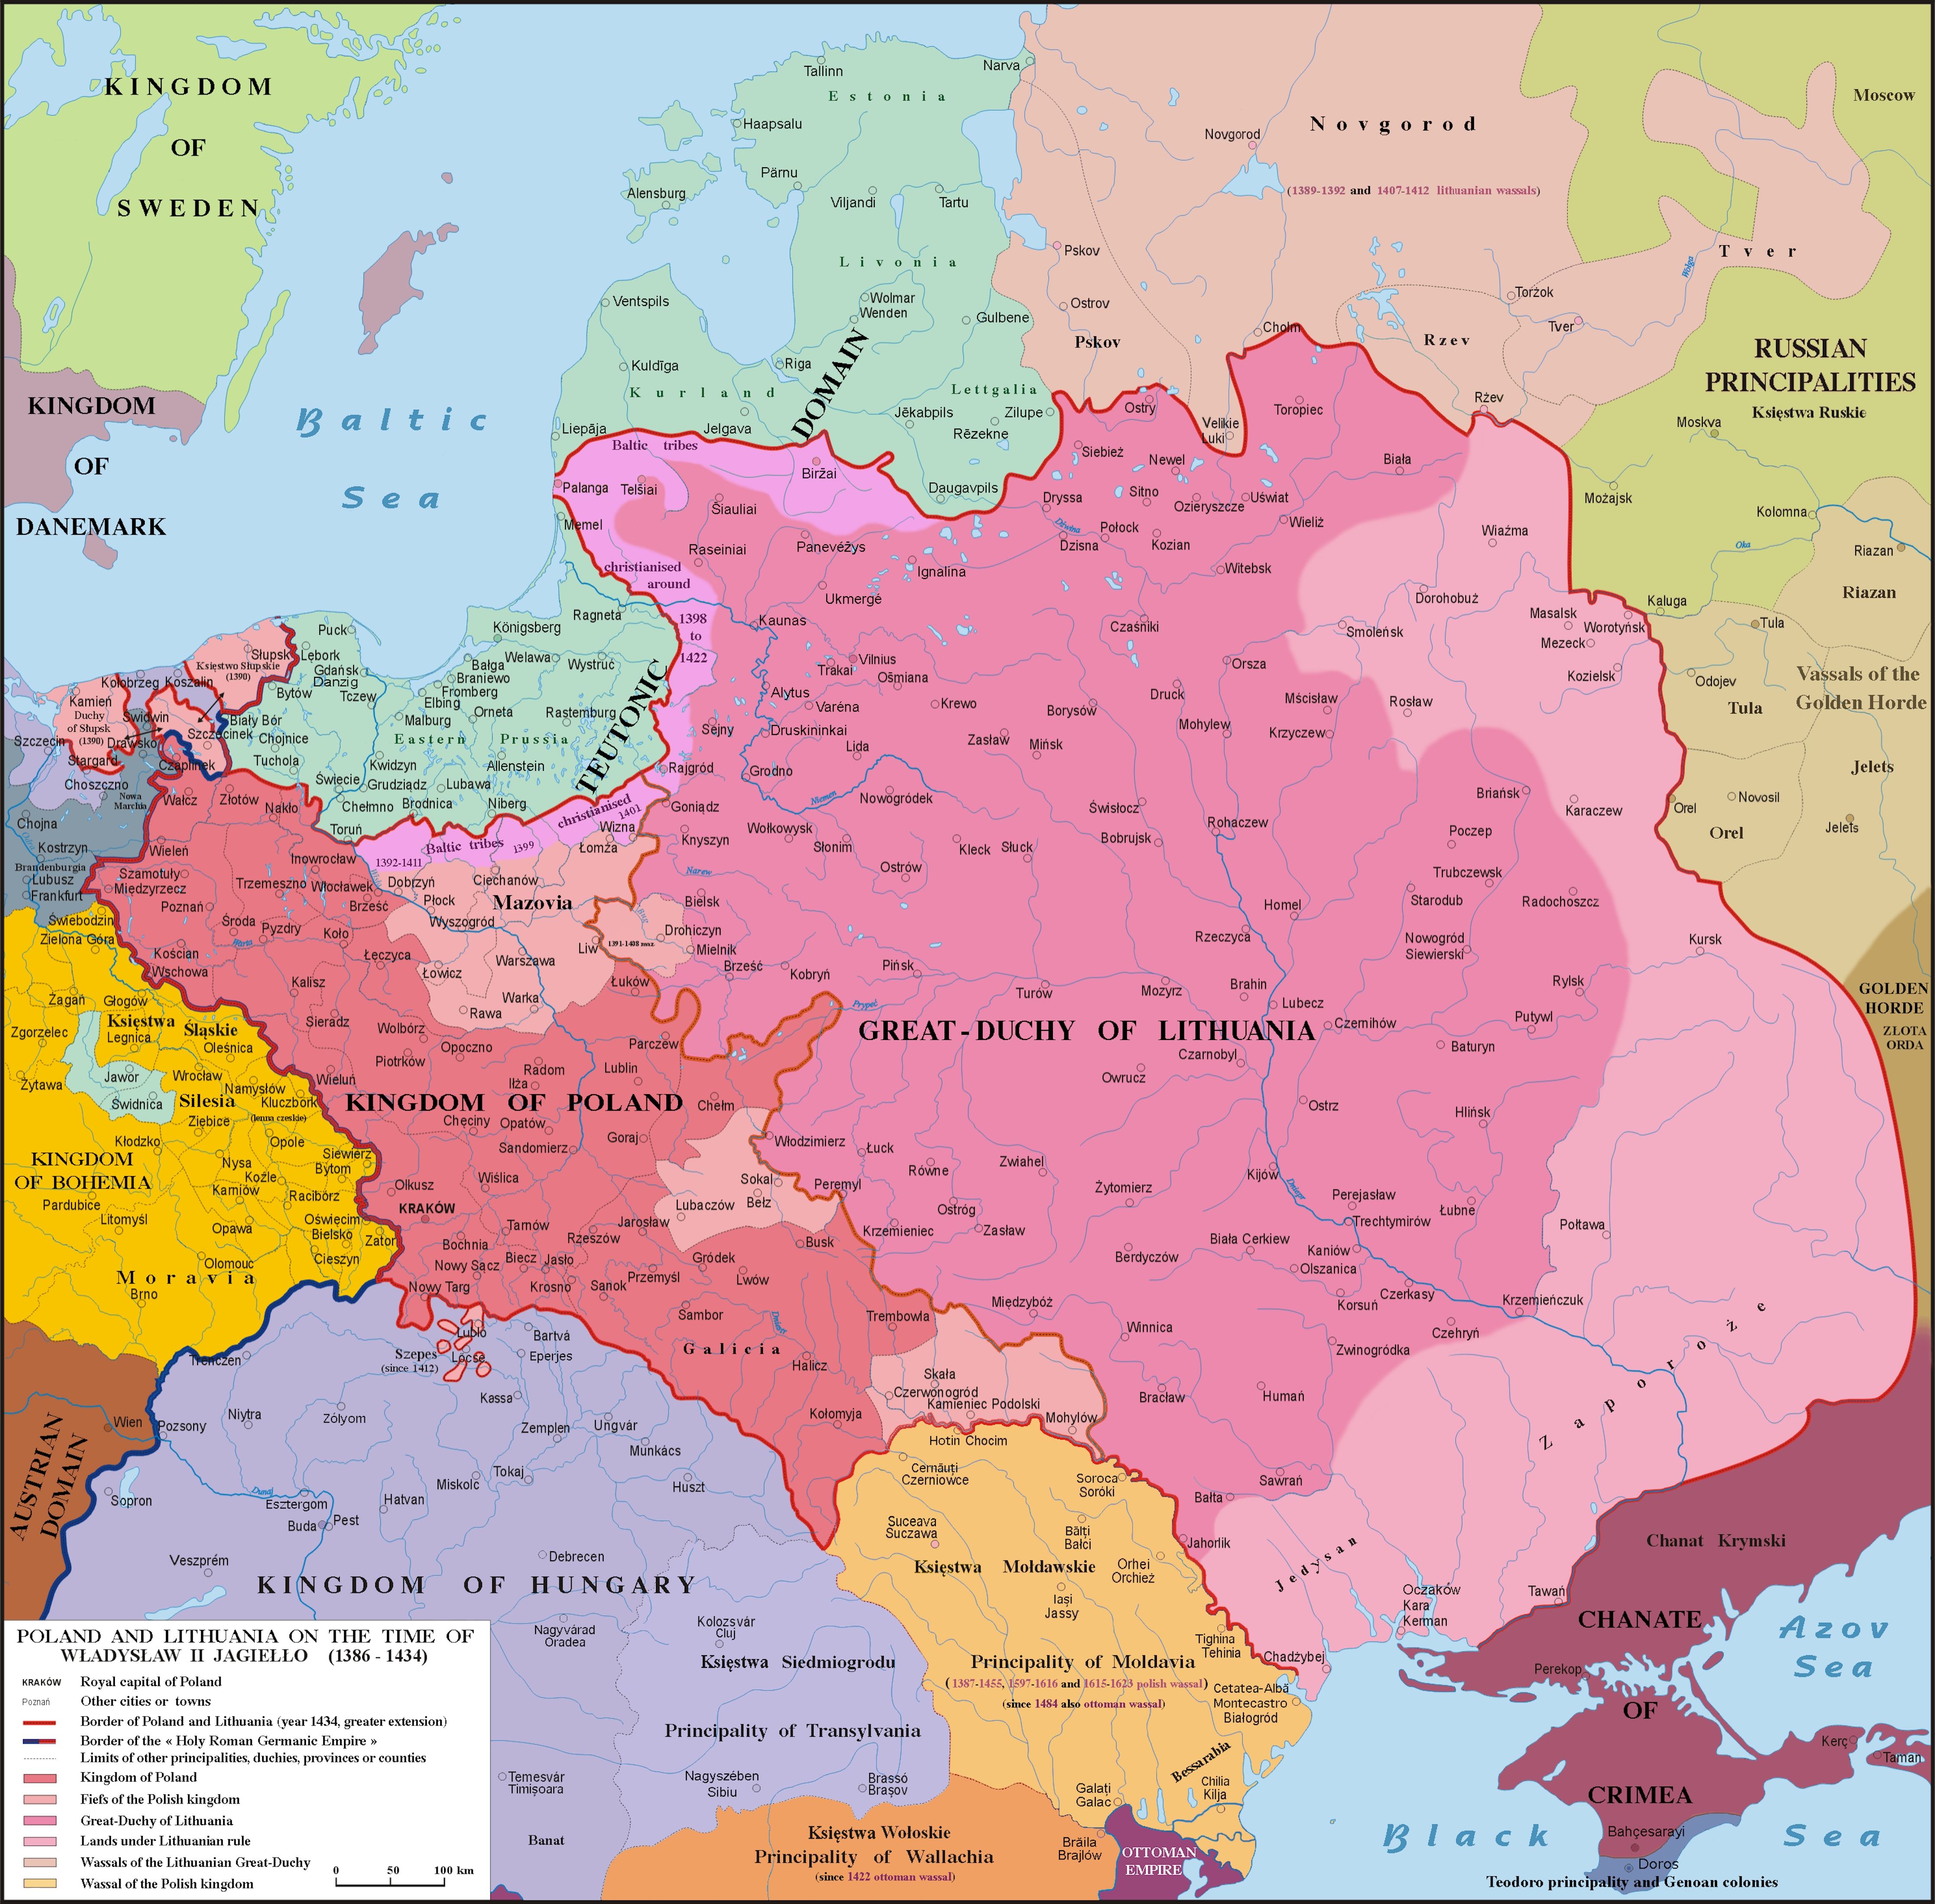 KINGDOM
OF
SWEDEN
KINGDOM
OF
DANEMARK
Baltic
Sea
Tallinn
Narva
Estonia
Haapsalu
Pärnu
Alensburg
Viljandi
Tartu
Livonia
Ventspils
Wolmar
Wenden
Gulbene
Kuldīga
Riga
Kurland
Lettgalia
DOMAIN
Jēkabpils
Zilupe
Rēzekne
Liepāja
Jelgava
Daugavpils
Novgorod
Novgorod
(1389-1392 and 1407-1412 lithuanian wassals)
Pskov
Ostrov
Pskov
Cholm
Rzev
Torżok
Tver
Tver
Wołga
Moscow
RUSSIAN
PRINCIPALITIES
Księstwa Ruskie
Moskva
Możajsk
Kolomna
Oka
Riazan
Riazan
Kaluga
Tula
Vassals of the
Golden Horde
Odojev
Tula
Jelets
Orel
Novosil
Orel
Jelets
GOLDEN
HORDE
ZŁOTA
ORDA
Baltic tribes
Palanga
Telšiai
Biržai
Memel
Šiauliai
Raseiniai
Panevėžys
christianised
around
1398
to
1422
Ignalina
Ukmergė
Kaunas
Vilnius
Trakai
Ošmiana
Alytus
Varėna
Krewo
Sejny
Druskininkai
Lida
Rajgród
Grodno
Niemen
Nowogródek
Ostry
Velikie
Luki
Toropiec
Rżev
Siebież
Newel
Biała
Sitno
Ozieryszcze
Uświat
Dryssa
Dźwina
Połock
Wieliż
Dzisna
Kozian
Witebsk
Wiaźma
Dorohobuż
Masalsk
Worotyńsk
Mezeck
Smoleńsk
Kozielsk
Czaśniki
Orsza
Druck
Borysów
Mohylew
Mścisław
Krzyczew
Rosław
Zasław
Mińsk
Świsłocz
Bobrujsk
Rohaczew
Briańsk
Karaczew
Poczep
Trubczewsk
Starodub
Radochoszcz
Homel
Rzeczyca
Nowogród
Siewierski
Kursk
Rylsk
Goniądz
Knyszyn
Wołkowysk
Słonim
Kleck
Słuck
Ostrów
Narew
Bielsk
Bug
Drohiczyn
Mielnik
Brześć
Kobryń
Pińsk
Turów
Mozyrz
Brahin
Lubecz
Prypeć
GREAT-DUCHY OF LITHUANIA
Czernihów
Putywl
Baturyn
Czarnobyl
Owrucz
Ostrz
Hlińsk
Włodzimierz
Łuck
Równe
Zwiahel
Kijów
Dniepr
Żytomierz
Perejasław
Trechtymirów
Łubne
Połtawa
Peremyl
Krzemieniec
Ostróg
Zasław
Berdyczów
Biała Cerkiew
Kaniów
Olszanica
Korsuń
Czerkasy
Krzemieńczuk
Czehryń
Zwinogródka
Międzybóż
Winnica
Bracław
Humań
Sawrań
Bałta
Jahorlik
Zaporoże
Jedysan
Oczaków
Kara
Kerman
Tawań
Chadżybej
Księstwo Słupskie
(1390)
Słupsk
Lębork
Puck
Gdańsk
Danzig
Tczew
Bytów
Kołobrzeg
Koszalin
Kamień
Duchy
of Słupsk
(1390)
Świdwin
Biały Bór
Szczecinek
Drawsko
Czaplinek
Szczecin
Stargard
Choszczno
Nowa
Marchia
Chojnice
Tuchola
Świecie
Chojna
Kostrzyn
Brandenburgia
Lubusz
Frankfurt
Königsberg
Ragneta
Welawa
Wystruć
Bałga
Braniewo
Fromberg
Elbing
Malburg
Orneta
Rastemburg
Eastern Prussia
TEUTONIC
Kwidzyn
Allenstein
Grudziądz
Lubawa
Chełmno
Brodnica
Niberg
Toruń
1392-1411
Baltic tribes
1399
christianised
1401
Wizna
Łomża
Wałcz
Złotów
Nakło
Wieleń
Szamotuły
Międzyrzecz
Poznań
Inowrocław
Trzemeszno
Włocławek
Brześć
Wisła
Dobrzyń
Płock
Ciechanów
Wyszogród
Mazovia
1391-1408 maz.
Liw
Środa
Pyzdry
Koło
Warta
Kościan
Wschowa
Łęczyca
Łowicz
Warszawa
Łuków
Kalisz
Warka
Rawa
Sieradz
Wolbórz
Piotrków
Opoczno
Parczew
Radom
Iłża
Lublin
Wieluń
KINGDOM OF POLAND
Chełm
Chęciny
Opatów
Sandomierz
Goraj
Sokal
Bełz
Lubaczów
Wiślica
Olkusz
KRAKÓW
Tarnów
Jarosław
Rzeszów
Bochnia
Biecz
Jasło
Nowy Sącz
Nowy Targ
Krosno
Sanok
Przemyśl
Gródek
Busk
Lwów
Sambor
Dniestr
Galicia
Trembowla
Halicz
Kołomyja
Skała
Czerwonogród
Kamieniec Podolski
Mohylów
Świebodzin
Zielona Góra
Żagań
Głogów
Zgorzelec
Księstwa
Śląskie
Legnica
Oleśnica
Jawor
Wrocław
Żytawa
Świdnica
Namysłów
Kluczbork
Silesia
(lenna czeskie)
Ziębice
Opole
Kłodzko
KINGDOM
OF BOHEMIA
Pardubice
Litomyśl
Nysa
Koźle
Karniów
Racibórz
Siewierz
Bytom
Oświęcim
Bielsko
Zator
Opawa
Cieszyn
Olomouc
Moravia
Brno
AUSTRIAN
DOMAIN
Wien
Trenczen
Pozsony
Nyitra
Zólyom
Szepes
(since 1412)
Lubló
Lőcse
Bartvá
Eperjes
Kassa
Zemplen
Ungvár
Munkács
Huszt
Miskolc
Tokaj
Hatvan
Sopron
Dunaj
Esztergom
Buda
Pest
Veszprém
Debrecen
KINGDOM OF HUNGARY
Nagyvárad
Oradea
Kolozsvár
Cluj
Księstwa Siedmiogrodu
Principality of Transylvania
Temesvár
Timișoara
Nagyszében
Sibiu
Brassó
Brașov
Banat
Księstwa Wołoskie
Principality of Wallachia
(since 1422 ottoman wassal)
Hotin Chocim
Cernăuți
Czerniowce
Soroca
Soróki
Suceava
Suczawa
Bălți
Bałci
Księstwa Mołdawskie
Orhei
Orchież
Iași
Jassy
Principality of Moldavia
(1387-1455, 1597-1616 and 1615-1623 polish wassal)
(since 1484 also ottoman wassal)
Tighina
Tehinia
Cetatea-Albă
Montecastro
Białogród
Bessarabia
Chilia
Kilja
Galați
Galac
Brăila
Brajlów
OTTOMAN
EMPIRE
Chanat Krymski
CHANATE
OF
CRIMEA
Azov
Sea
Perekop
Kerç
Taman
Bahçesarayi
Doros
Black Sea
Teodoro principality and Genoan colonies
POLAND AND LITHUANIA ON THE TIME OF
WŁADYSŁAW II JAGIEŁŁO (1386 - 1434)
KRAKÓW Royal capital of Poland
Poznań Other cities or towns
Border of Poland and Lithuania (year 1434, greater extension)
Border of the « Holy Roman Germanic Empire »
Limits of other principalities, duchies, provinces or counties
Kingdom of Poland
Fiefs of the Polish kingdom
Great-Duchy of Lithuania
Lands under Lithuanian rule
Wassals of the Lithuanian Great-Duchy
Wassal of the Polish kingdom
0 50 100 km